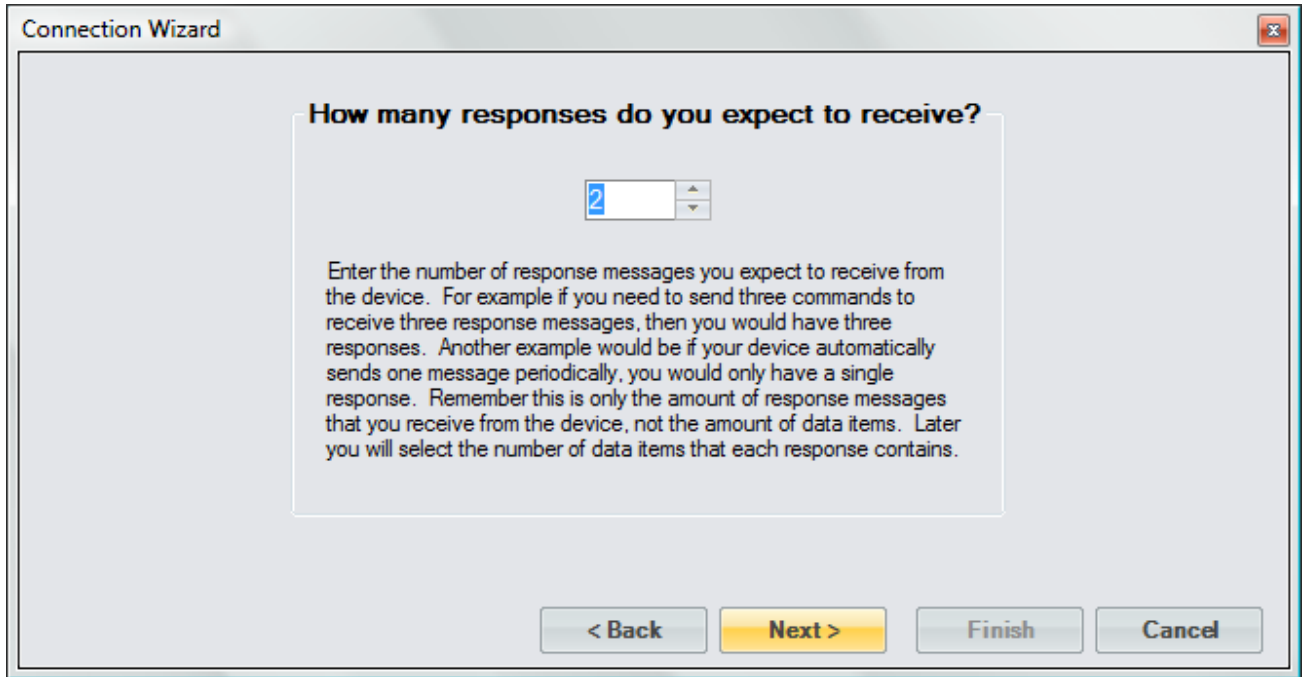 Connection Wizard
How many responses do you expect to receive?
2
Enter the number of response messages you expect to receive from
the device.  For example if you need to send three commands to
receive three response messages, then you would have three
responses.  Another example would be if your device automatically
sends one message periodically, you would only have a single
response.  Remember this is only the amount of response messages
that you receive from the device, not the amount of data items.  Later
you will select the number of data items that each response contains.
< Back Next > Finish Cancel